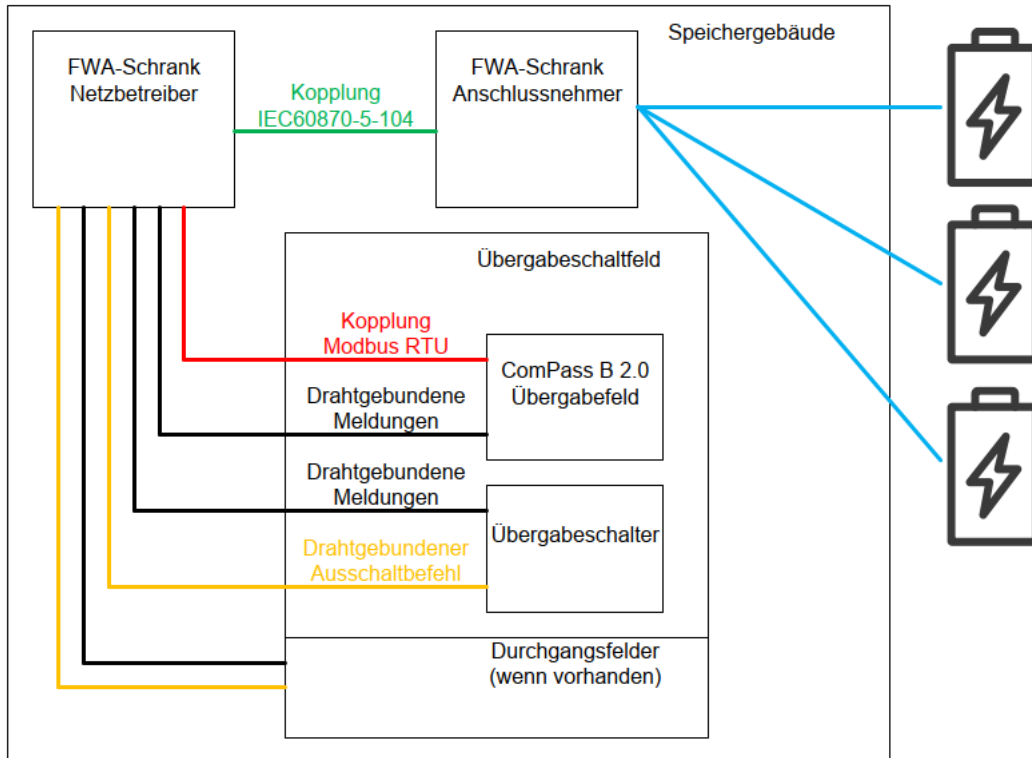 Speichergebäude
FWA-Schrank
Netzbetreiber
Kopplung
IEC60870-5-104
FWA-Schrank
Anschlussnehmer
Übergabeschaltfeld
Kopplung
Modbus RTU
ComPass B 2.0
Übergabefeld
Drahtgebundene
Meldungen
Drahtgebundene
Meldungen
Übergabeschalter
Drahtgebundener
Ausschaltbefehl
Durchgangsfelder
(wenn vorhanden)